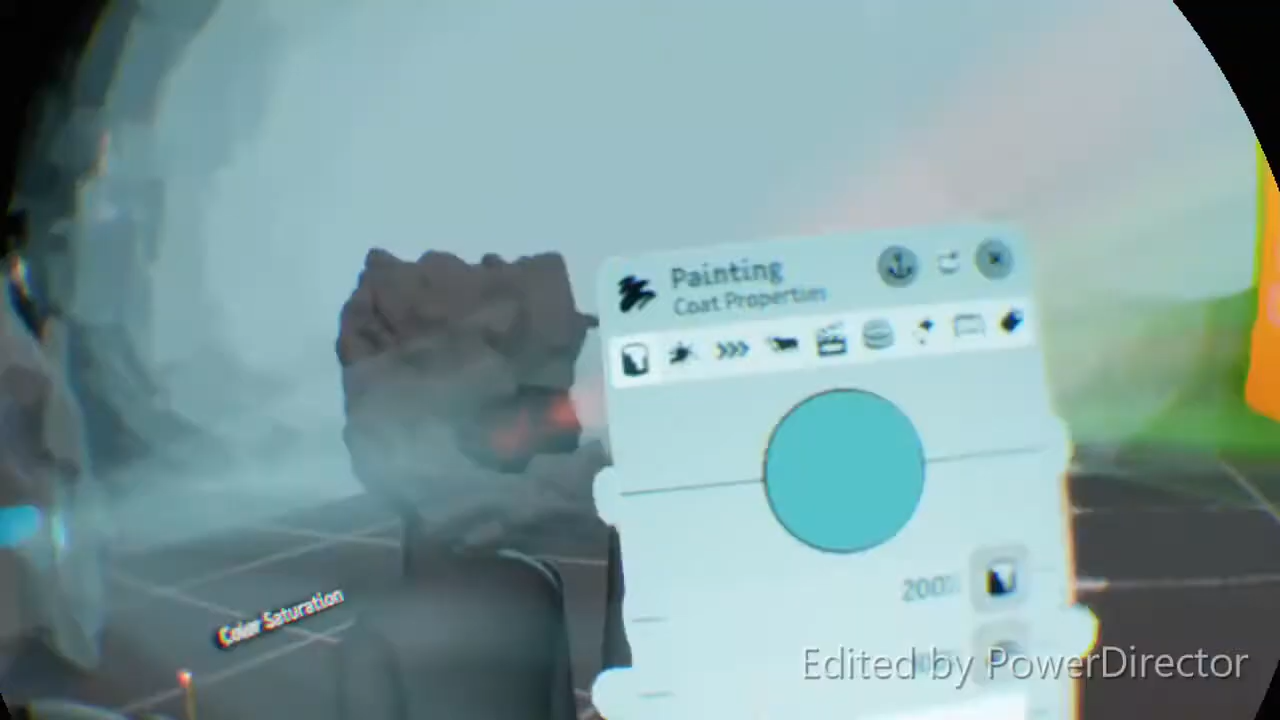 Painting
Coat Properties
200%
Color Saturation
Edited by PowerDirector